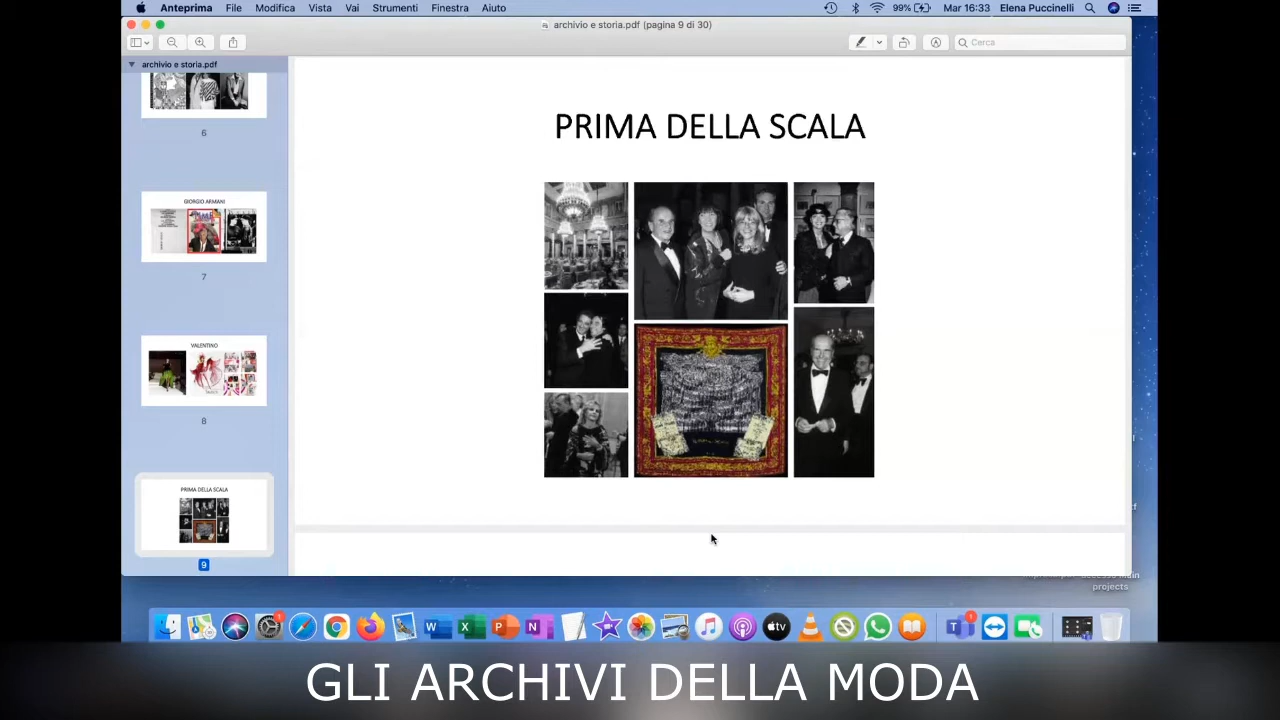 Anteprima File Modifica Vista Vai Strumenti Finestra Aiuto 99% Mar 16:33 Elena Puccinelli
archivio e storia.pdf (pagina 9 di 30)
Cerca
archivio e storia.pdf
6
GIORGIO ARMANI
7
VALENTINO
8
PRIMA DELLA SCALA
9
PRIMA DELLA SCALA
projects
GLI ARCHIVI DELLA MODA